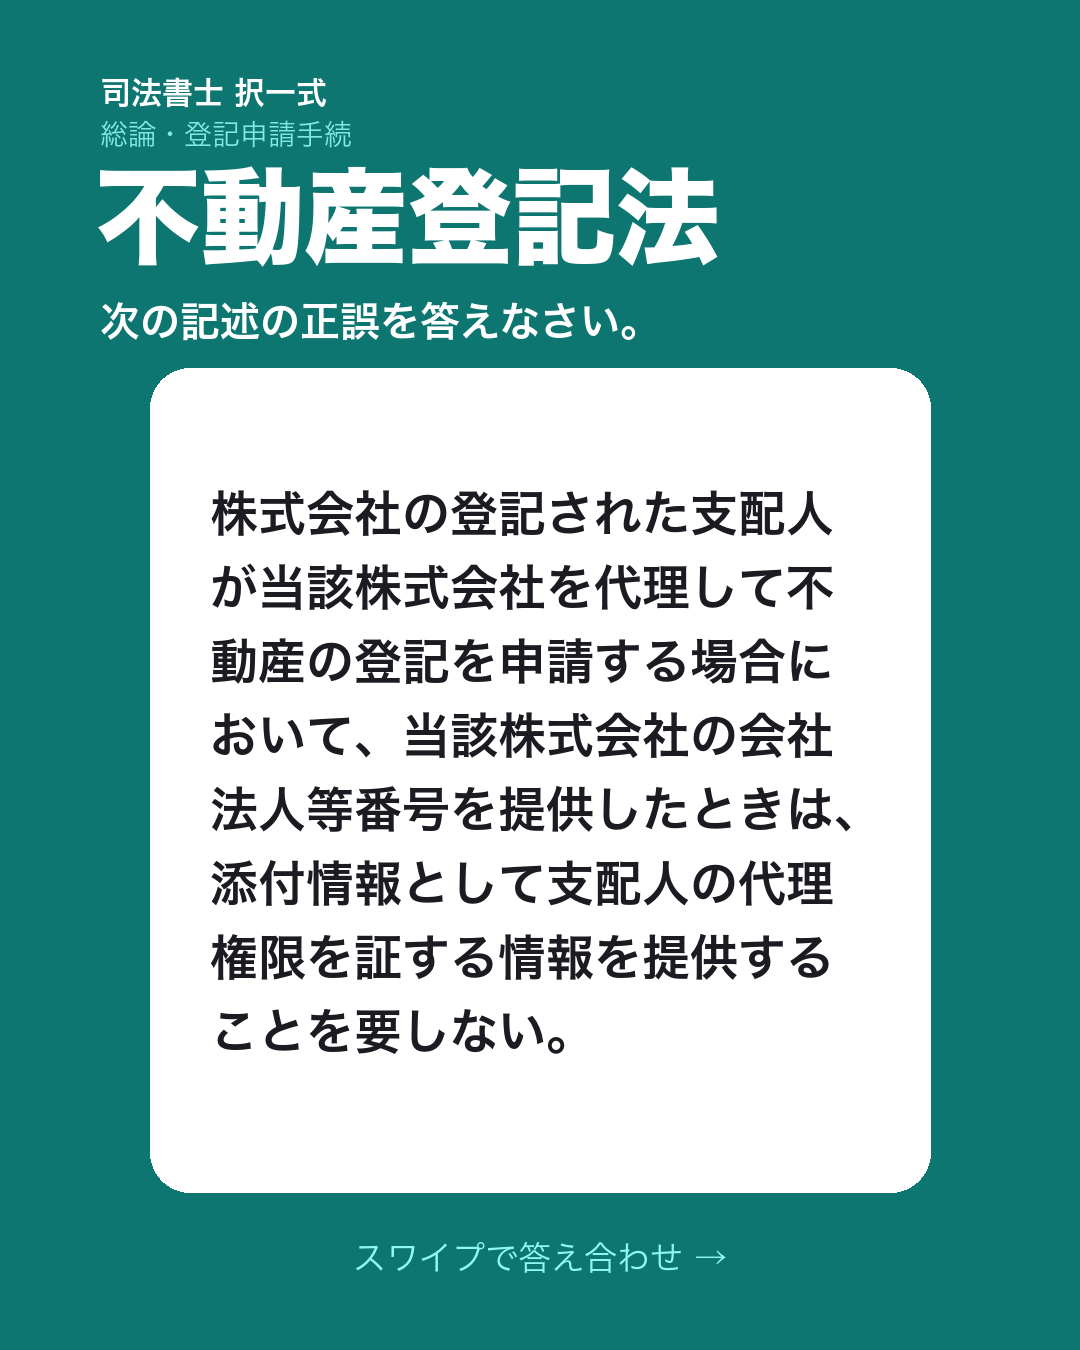 司法書士 択一式
総論・登記申請手続
不動産登記法
次の記述の正誤を答えなさい。
株式会社の登記された支配人
が当該株式会社を代理して不
動産の登記を申請する場合に
おいて、当該株式会社の会社
法人等番号を提供したときは、
添付情報として支配人の代理
権限を証する情報を提供する
ことを要しない。
スワイプで答え合わせ →